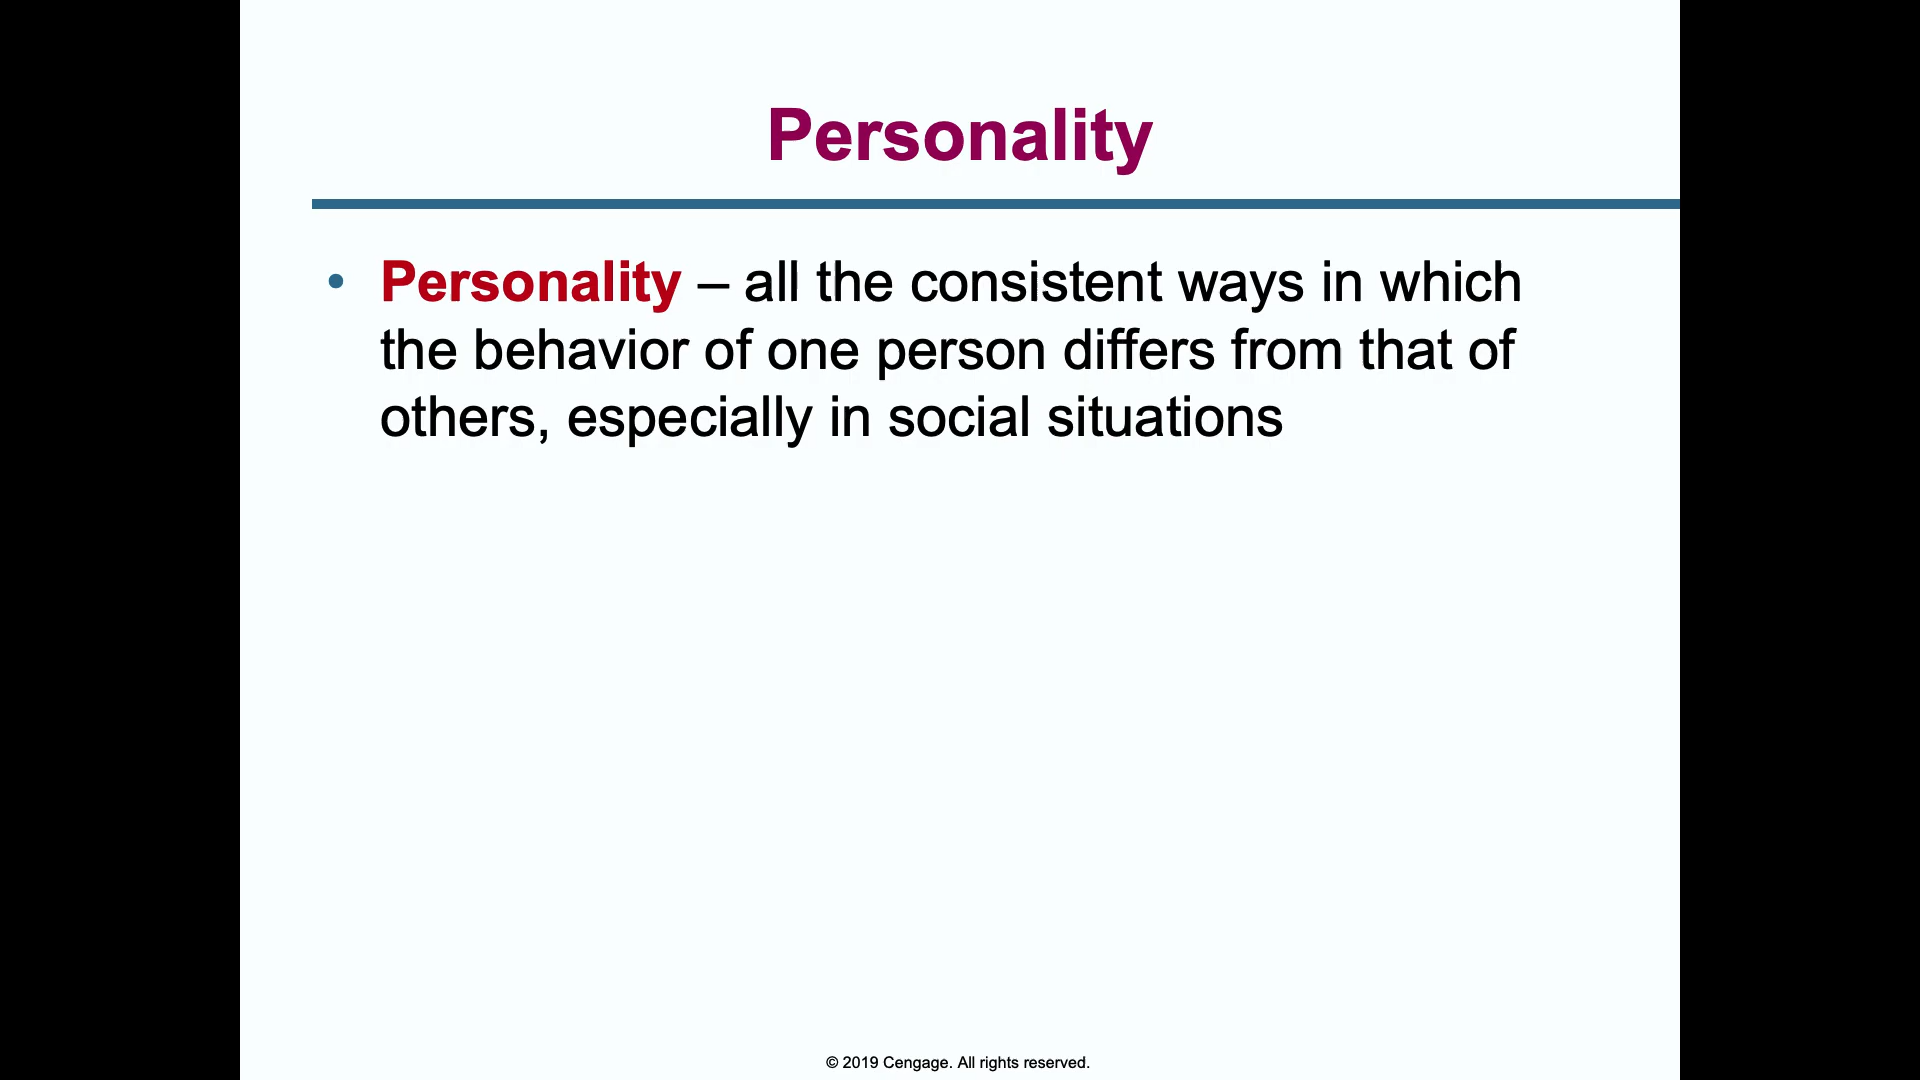 Personality
• Personality – all the consistent ways in which
the behavior of one person differs from that of
others, especially in social situations
© 2019 Cengage. All rights reserved.